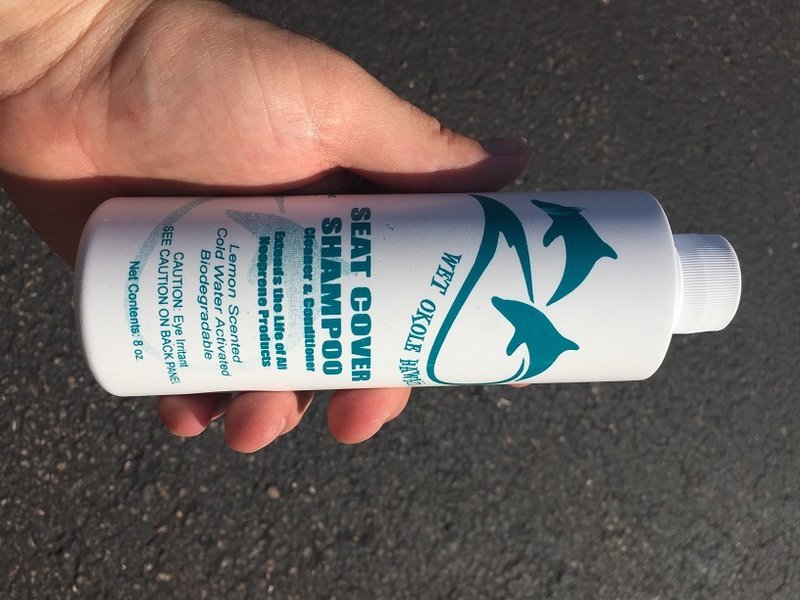 WET OKOLE HAWAII
SEAT COVER
SHAMPOO
Cleaner & Conditioner
Extends the Life of All
Neoprene Products
Lemon Scented
Cold Water Activated
Biodegradable
CAUTION: Eye Irritant
SEE CAUTION ON BACK PANEL
Net Contents: 8 oz.